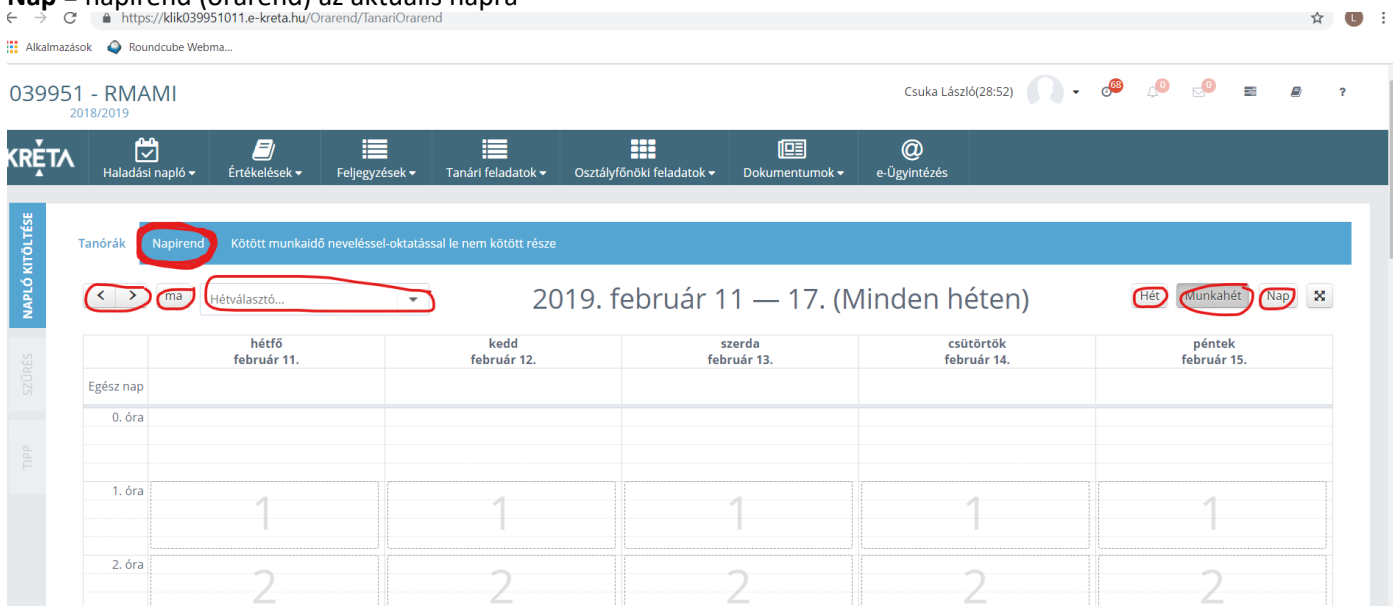 Nap – napirend (órarend) az aktuális napra
https://klik039951011.e-kreta.hu/Orarend/TanariOrarend
L
Alkalmazások Roundcube Webma...
039951 - RMAMI
2018/2019
Csuka László(28:52) 68 0 0 ?
KRÉTA Haladási napló Értékelések Feljegyzések Tanári feladatok Osztályfőnöki feladatok Dokumentumok e-Ügyintézés
NAPLÓ KITÖLTÉSE
SZŰRÉS
TIPP
Tanórák Napirend Kötött munkaidő neveléssel-oktatással le nem kötött része
< > ma Hétválasztó... 2019. február 11 — 17. (Minden héten) Hét Munkahét Nap
hétfő kedd szerda csütörtök péntek
február 11. február 12. február 13. február 14. február 15.
Egész nap
0. óra
1. óra
1 1 1 1 1
2. óra
2 2 2 2 2